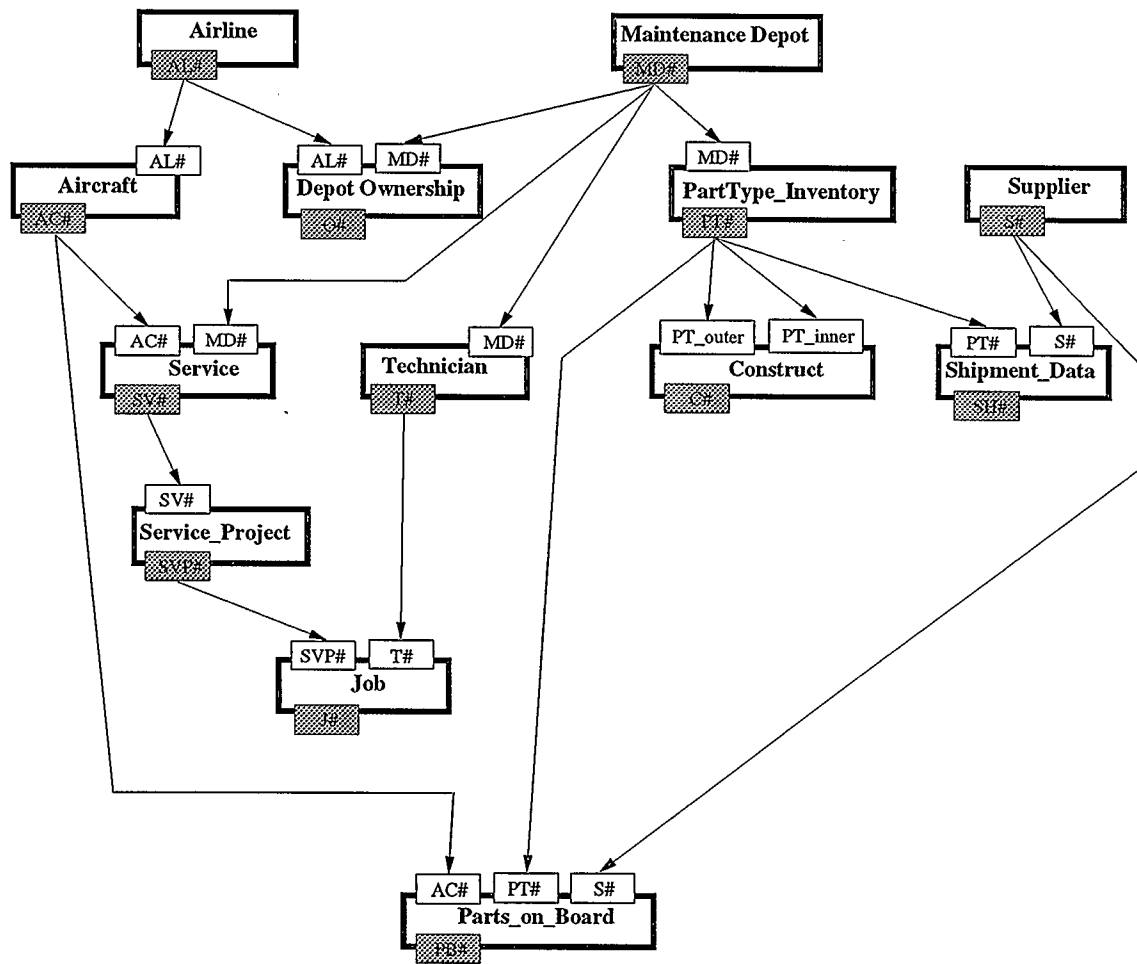 Airline
Maintenance Depot
AL#
MD#
AL#
AL#
MD#
MD#
Aircraft
Depot Ownership
PartType_Inventory
Supplier
AC#
O#
PT#
S#
AC#
MD#
MD#
PT_outer
PT_inner
PT#
S#
Service
Technician
Construct
Shipment_Data
SV#
T#
C#
SH#
SV#
Service_Project
SVP#
SVP#
T#
Job
J#
AC#
PT#
S#
Parts_on_Board
PB#